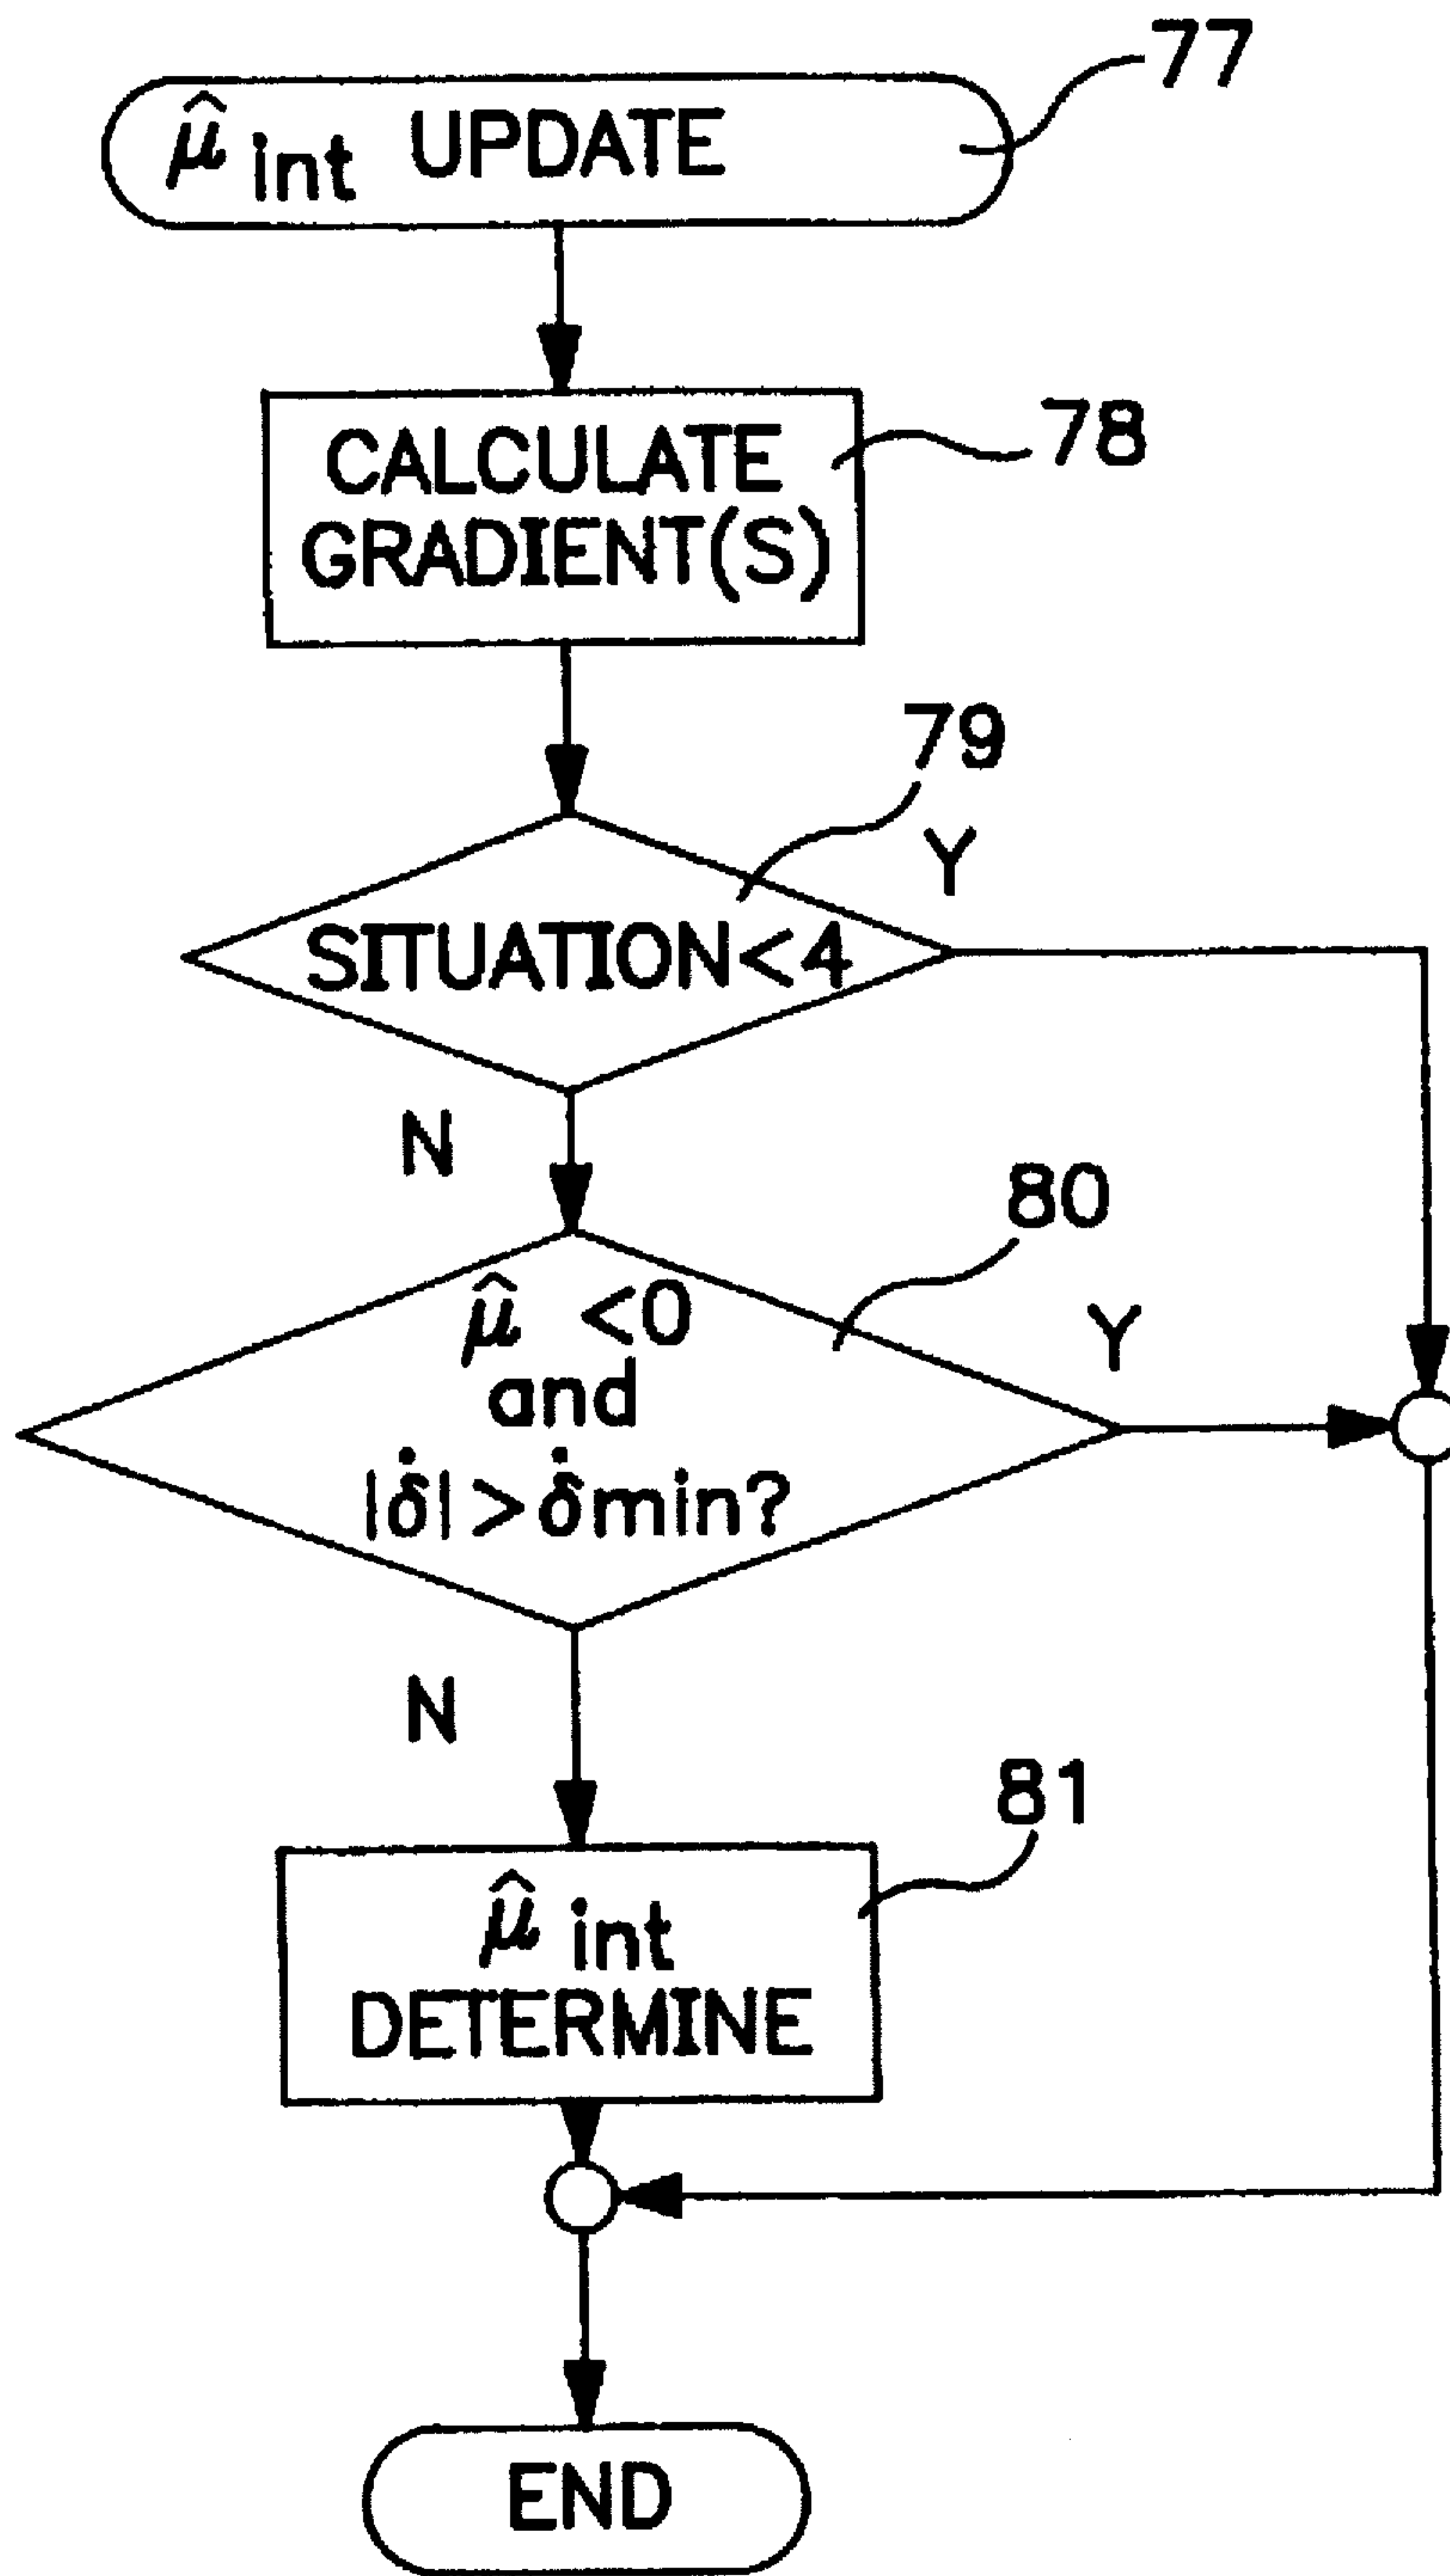 77
μ̂ int UPDATE
78
CALCULATE
GRADIENT(S)
79
Y
SITUATION<4
N
80
μ̂ <0
Y
and
|δ̇|>δ̇min?
N
81
μ̂ int
DETERMINE
END